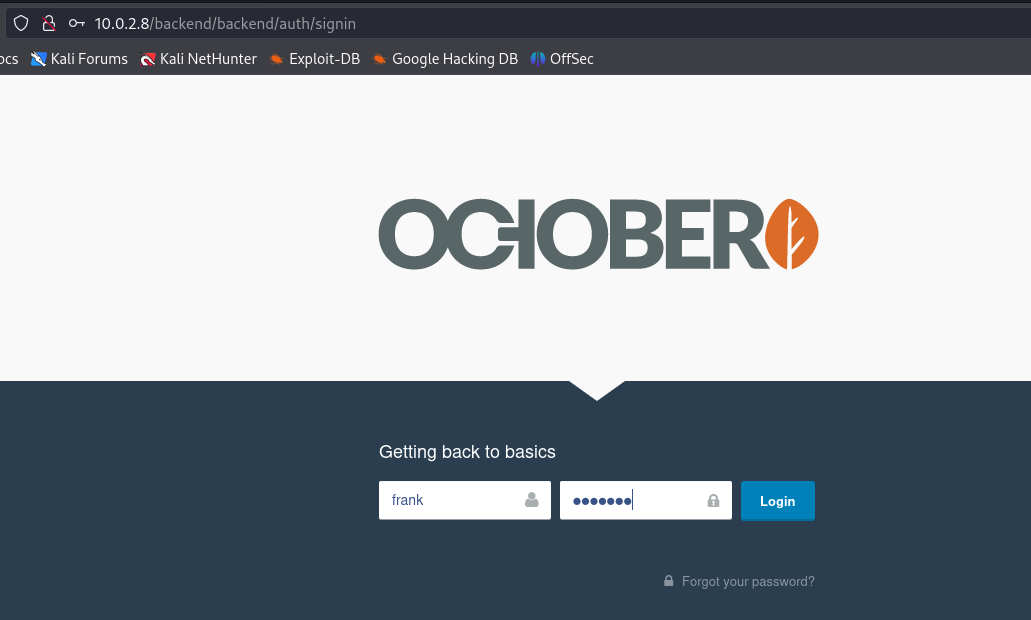 10.0.2.8/backend/backend/auth/signin
ocs Kali Forums Kali NetHunter Exploit-DB Google Hacking DB OffSec
OCTOBER
Getting back to basics
frank ●●●●●●● Login
Forgot your password?